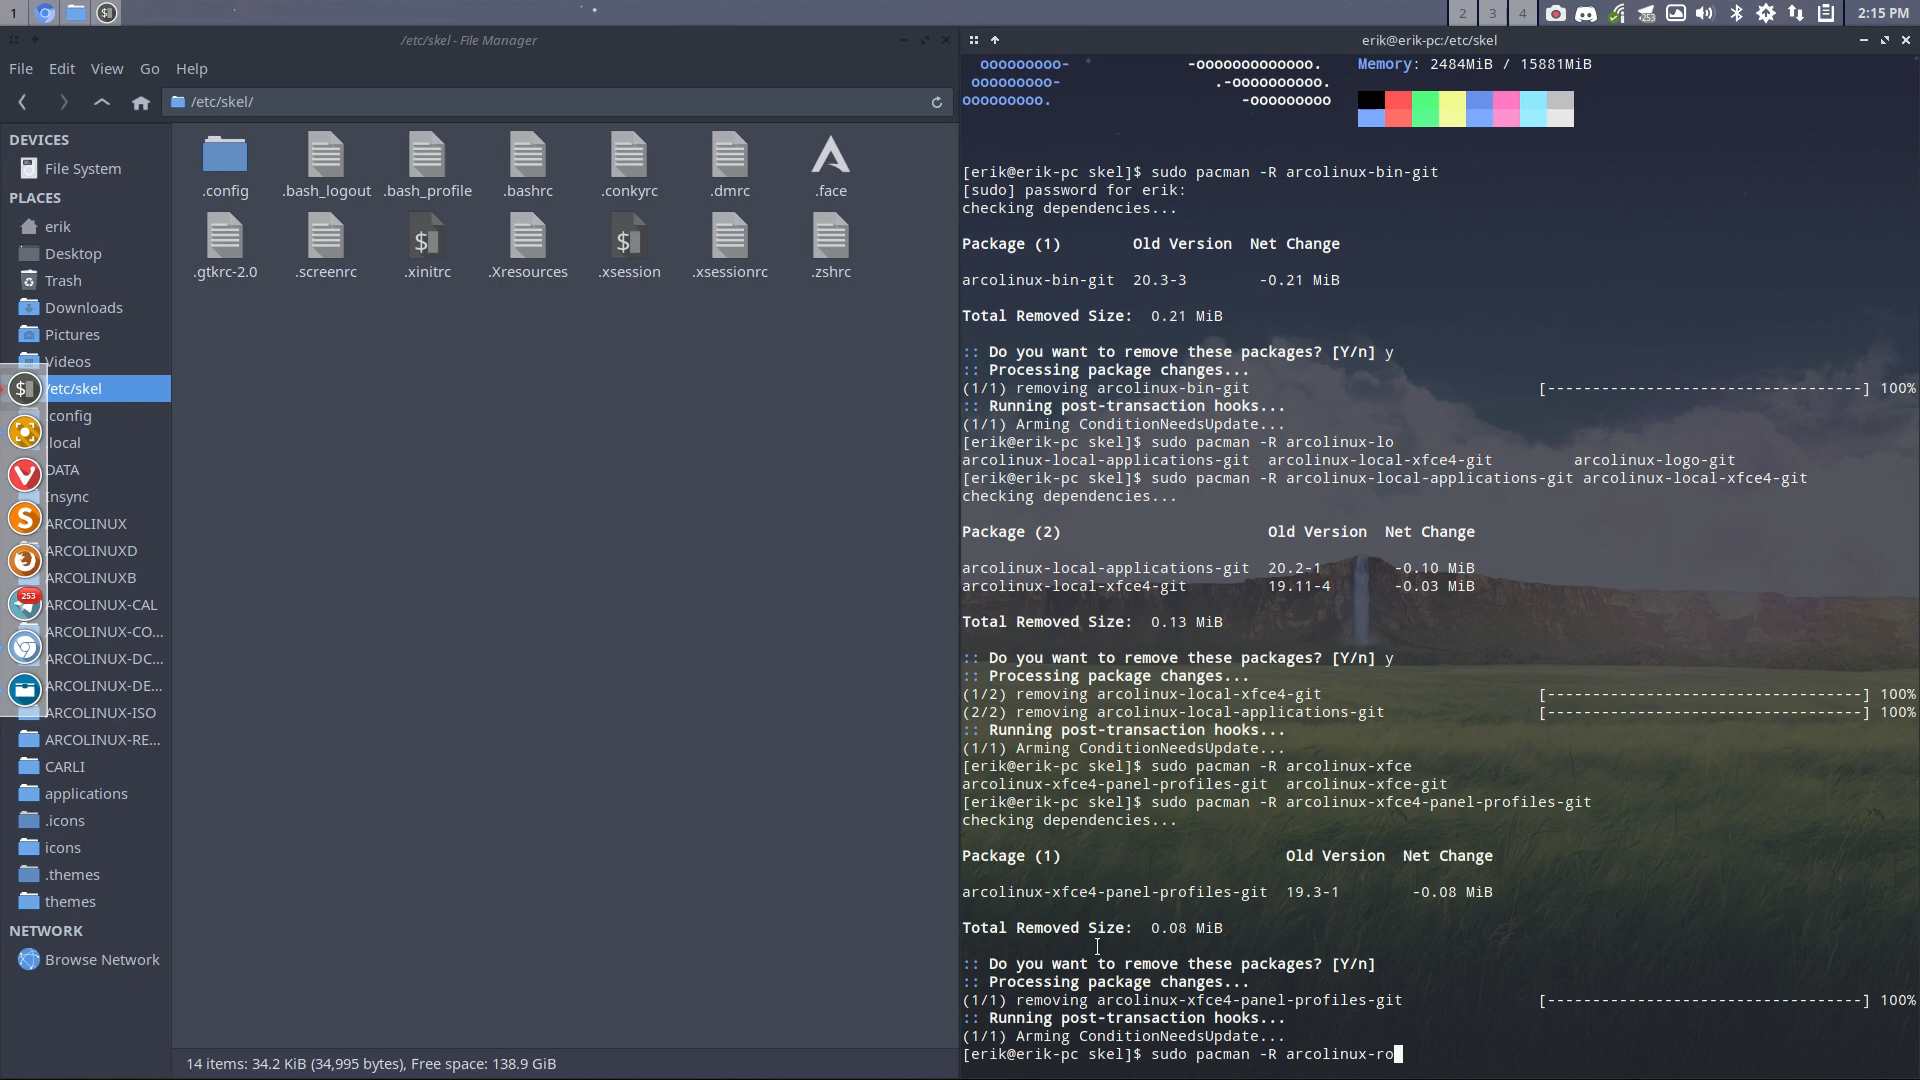 1
2 3 4
253
2:15 PM
/etc/skel - File Manager
File Edit View Go Help
/etc/skel/
DEVICES
File System
PLACES
erik
Desktop
Trash
Downloads
Pictures
Videos
/etc/skel
.config
.local
DATA
Insync
ARCOLINUX
ARCOLINUXD
ARCOLINUXB
253
ARCOLINUX-CAL
ARCOLINUX-CO...
ARCOLINUX-DC...
ARCOLINUX-DE...
ARCOLINUX-ISO
ARCOLINUX-RE...
CARLI
applications
.icons
icons
.themes
themes
NETWORK
Browse Network
.config .bash_logout .bash_profile .bashrc .conkyrc .dmrc .face
.gtkrc-2.0 .screenrc .xinitrc .Xresources .xsession .xsessionrc .zshrc
14 items: 34.2 KiB (34,995 bytes), Free space: 138.9 GiB
erik@erik-pc:/etc/skel
ooooooooo- -ooooooooooooo. Memory: 2484MiB / 15881MiB
ooooooooo- .-oooooooooo.
ooooooooo. -ooooooooo
[erik@erik-pc skel]$ sudo pacman -R arcolinux-bin-git
[sudo] password for erik:
checking dependencies...
Package (1) Old Version Net Change
arcolinux-bin-git 20.3-3 -0.21 MiB
Total Removed Size: 0.21 MiB
:: Do you want to remove these packages? [Y/n] y
:: Processing package changes...
(1/1) removing arcolinux-bin-git [-----------------------------------] 100%
:: Running post-transaction hooks...
(1/1) Arming ConditionNeedsUpdate...
[erik@erik-pc skel]$ sudo pacman -R arcolinux-lo
arcolinux-local-applications-git arcolinux-local-xfce4-git arcolinux-logo-git
[erik@erik-pc skel]$ sudo pacman -R arcolinux-local-applications-git arcolinux-local-xfce4-git
checking dependencies...
Package (2) Old Version Net Change
arcolinux-local-applications-git 20.2-1 -0.10 MiB
arcolinux-local-xfce4-git 19.11-4 -0.03 MiB
Total Removed Size: 0.13 MiB
:: Do you want to remove these packages? [Y/n] y
:: Processing package changes...
(1/2) removing arcolinux-local-xfce4-git [-----------------------------------] 100%
(2/2) removing arcolinux-local-applications-git [-----------------------------------] 100%
:: Running post-transaction hooks...
(1/1) Arming ConditionNeedsUpdate...
[erik@erik-pc skel]$ sudo pacman -R arcolinux-xfce
arcolinux-xfce4-panel-profiles-git arcolinux-xfce-git
[erik@erik-pc skel]$ sudo pacman -R arcolinux-xfce4-panel-profiles-git
checking dependencies...
Package (1) Old Version Net Change
arcolinux-xfce4-panel-profiles-git 19.3-1 -0.08 MiB
Total Removed Size: 0.08 MiB
:: Do you want to remove these packages? [Y/n]
:: Processing package changes...
(1/1) removing arcolinux-xfce4-panel-profiles-git [-----------------------------------] 100%
:: Running post-transaction hooks...
(1/1) Arming ConditionNeedsUpdate...
[erik@erik-pc skel]$ sudo pacman -R arcolinux-ro